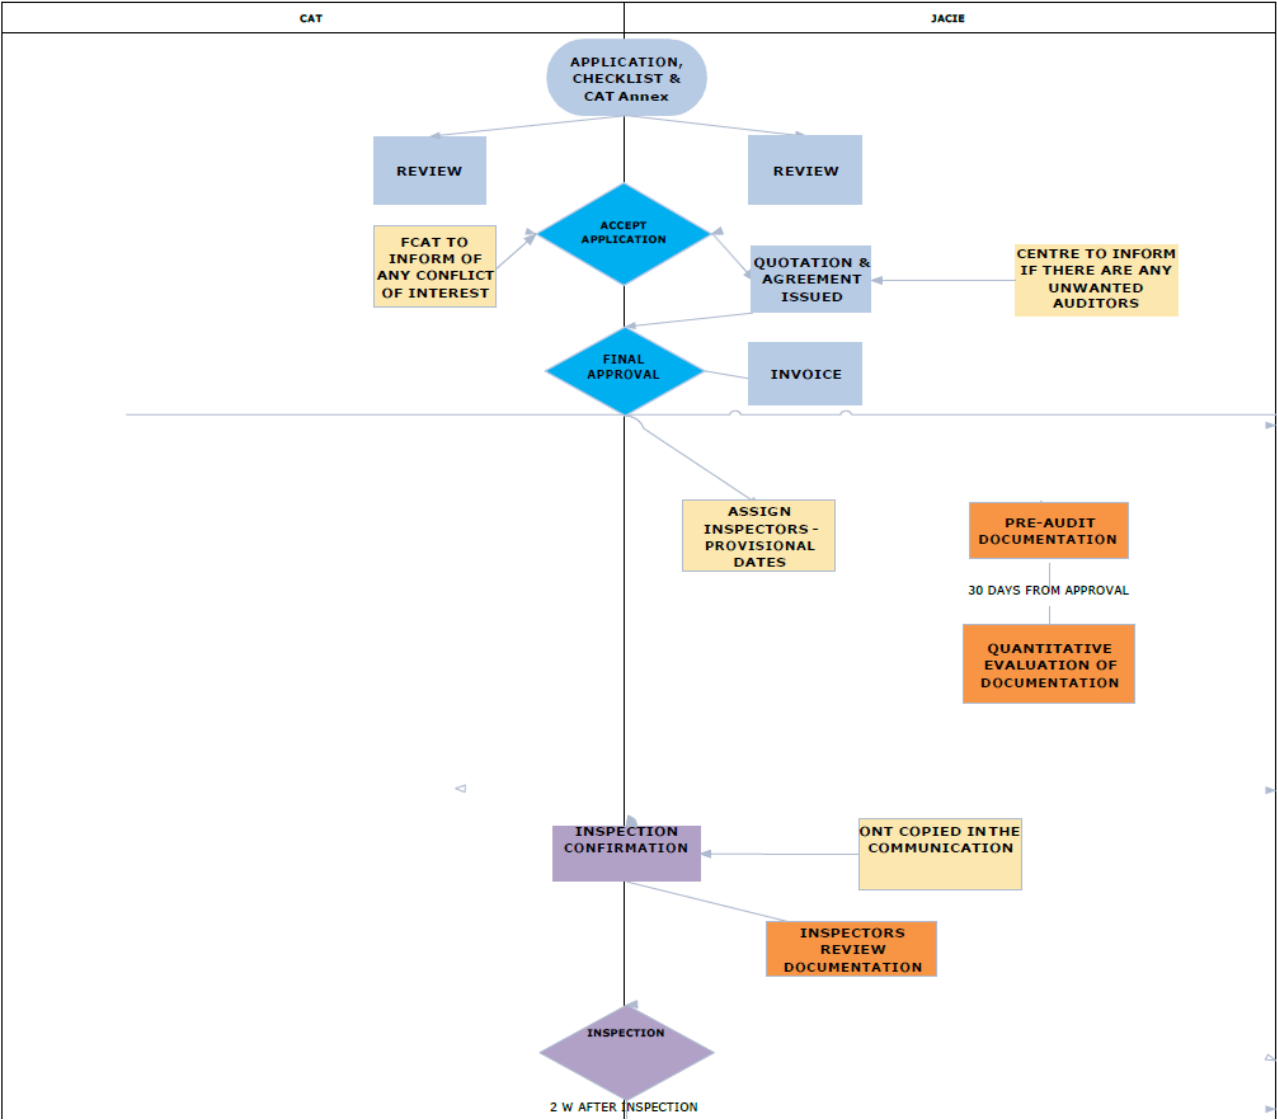 CAT
JACIE
APPLICATION,
CHECKLIST &
CAT Annex
REVIEW
REVIEW
ACCEPT
APPLICATION
FCAT TO
INFORM OF
ANY CONFLICT
OF INTEREST
QUOTATION &
AGREEMENT
ISSUED
CENTRE TO INFORM
IF THERE ARE ANY
UNWANTED
AUDITORS
FINAL
APPROVAL
INVOICE
ASSIGN
INSPECTORS -
PROVISIONAL
DATES
PRE-AUDIT
DOCUMENTATION
30 DAYS FROM APPROVAL
QUANTITATIVE
EVALUATION OF
DOCUMENTATION
INSPECTION
CONFIRMATION
ONT COPIED IN THE
COMMUNICATION
INSPECTORS
REVIEW
DOCUMENTATION
INSPECTION
2 W AFTER INSPECTION